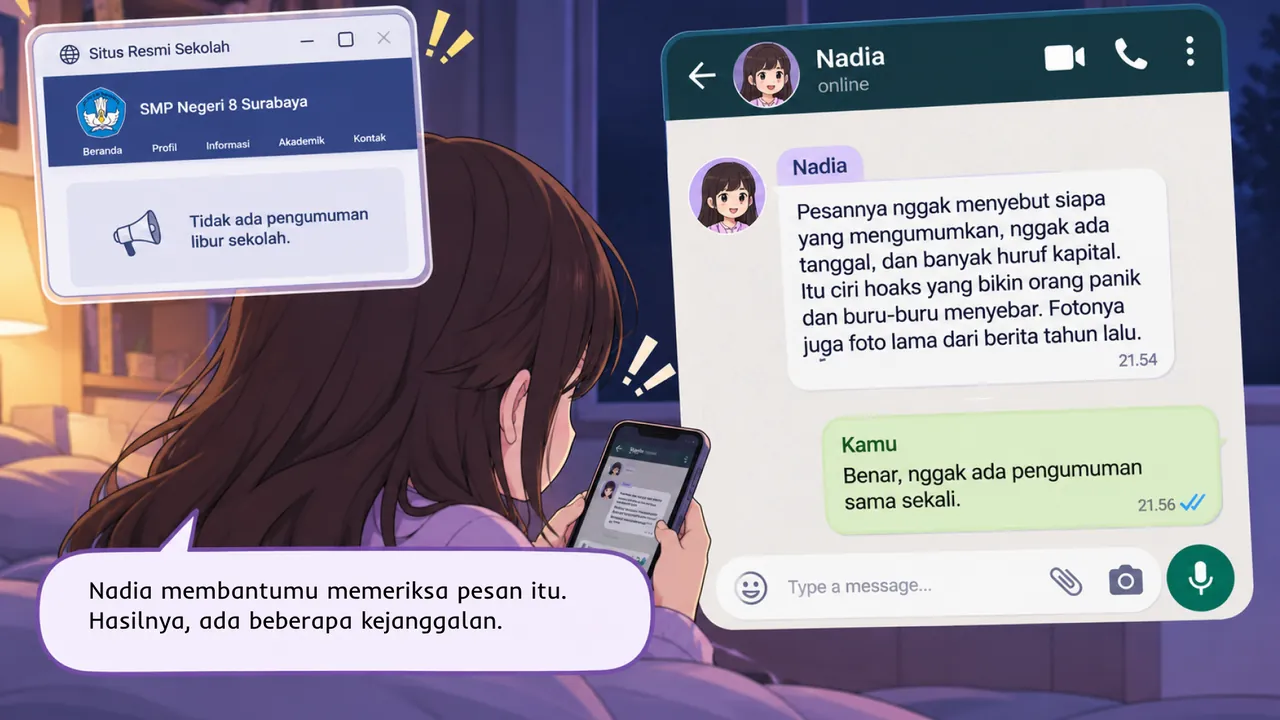 Situs Resmi Sekolah
SMP Negeri 8 Surabaya
Beranda Profil Informasi Akademik Kontak
Tidak ada pengumuman
libur sekolah.
Nadia
online
Nadia
Pesannya nggak menyebut siapa
yang mengumumkan, nggak ada
tanggal, dan banyak huruf kapital.
Itu ciri hoaks yang bikin orang panik
dan buru-buru menyebar. Fotonya
juga foto lama dari berita tahun lalu.
21.54
Kamu
Benar, nggak ada pengumuman
sama sekali.
21.56
Type a message...
Nadia membantumu memeriksa pesan itu.
Hasilnya, ada beberapa kejanggalan.